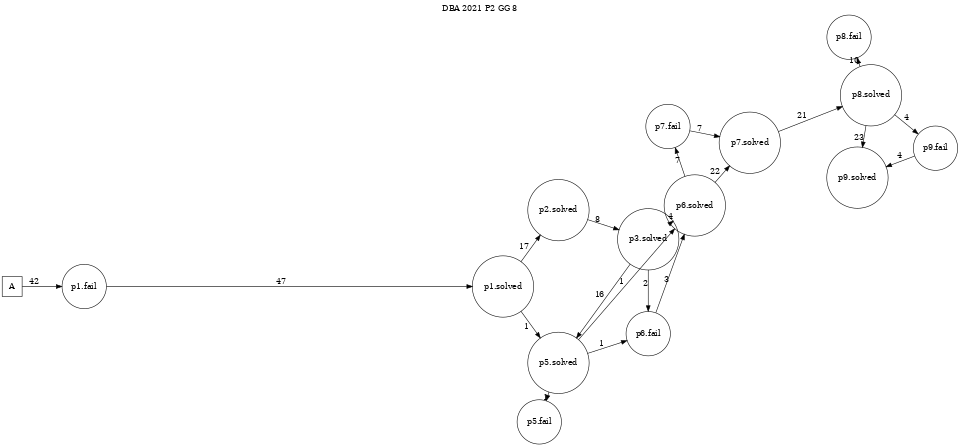 DBA 2021 P2 GG 8
p8.fail
16
p8.solved
21
4
p7.fail
7
p7.solved
23
4
p9.fail
7
22
p9.solved
p2.solved
8
p6.solved
4
p3.solved
17
A
42
p1.fail
47
p1.solved
16
1
2
3
1
p6.fail
1
p5.solved
p5.fail